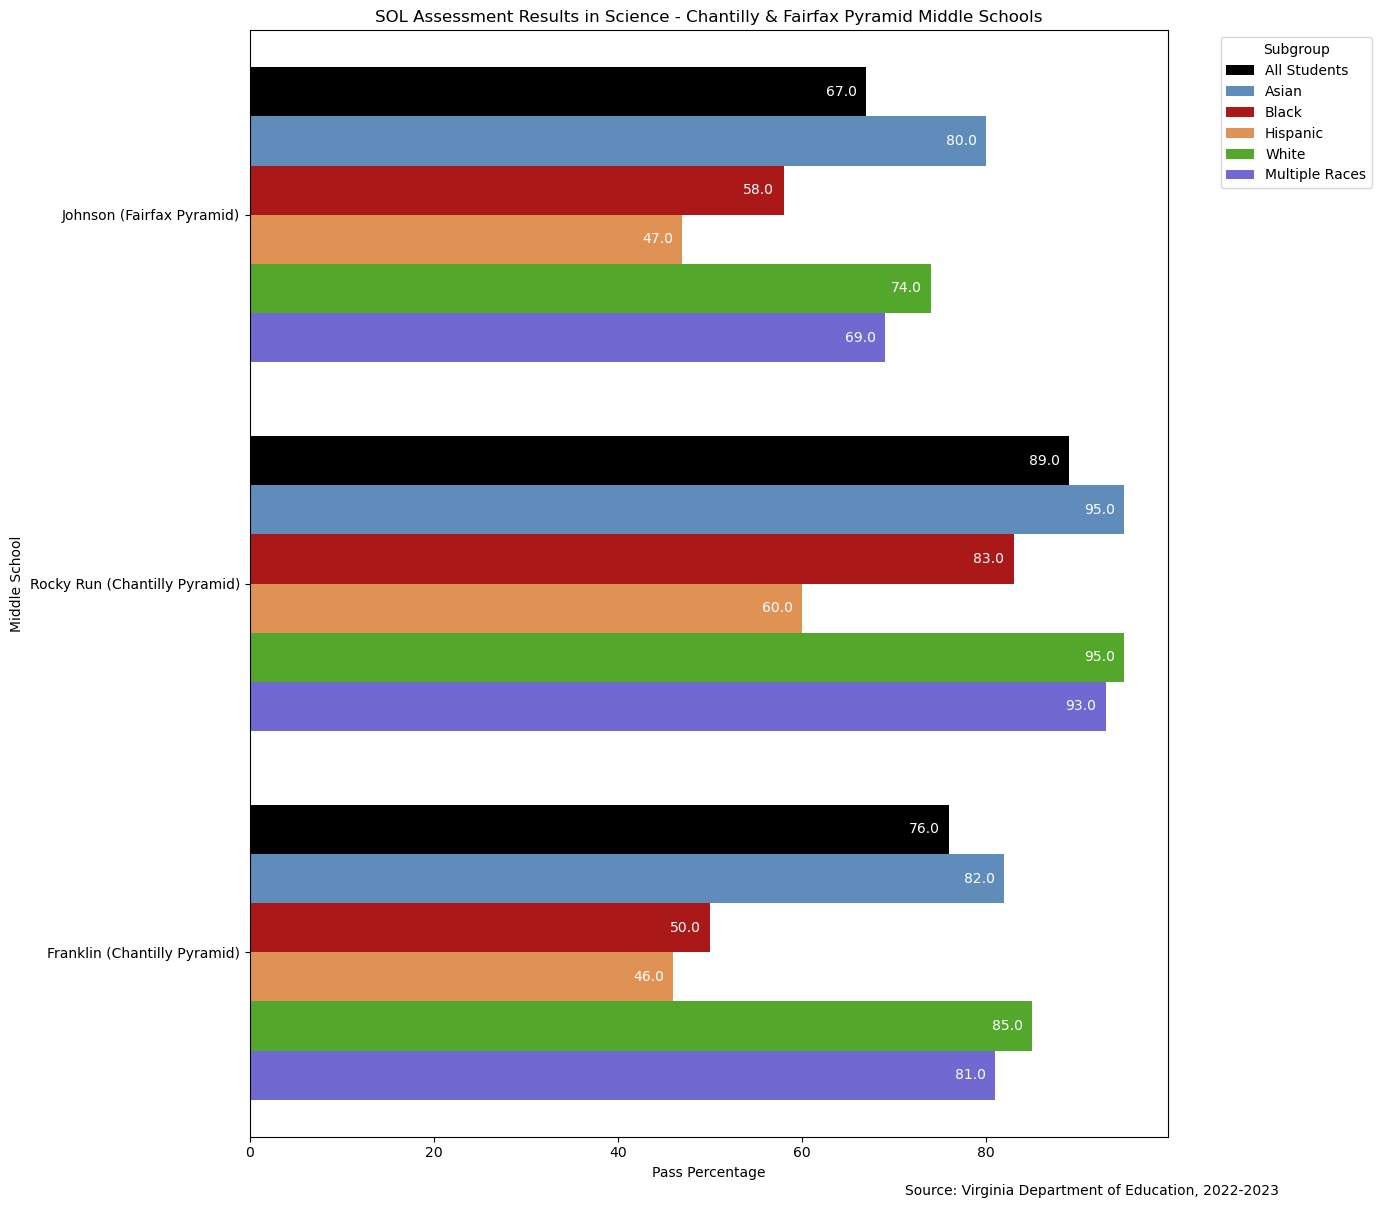 SOL Assessment Results in Science - Chantilly & Fairfax Pyramid Middle Schools
Subgroup
All Students
Asian
Black
Hispanic
White
Multiple Races
Middle School
Johnson (Fairfax Pyramid)
67.0
80.0
58.0
47.0
74.0
69.0
Rocky Run (Chantilly Pyramid)
89.0
95.0
83.0
60.0
95.0
93.0
Franklin (Chantilly Pyramid)
76.0
82.0
50.0
46.0
85.0
81.0
0 20 40 60 80
Pass Percentage
Source: Virginia Department of Education, 2022-2023